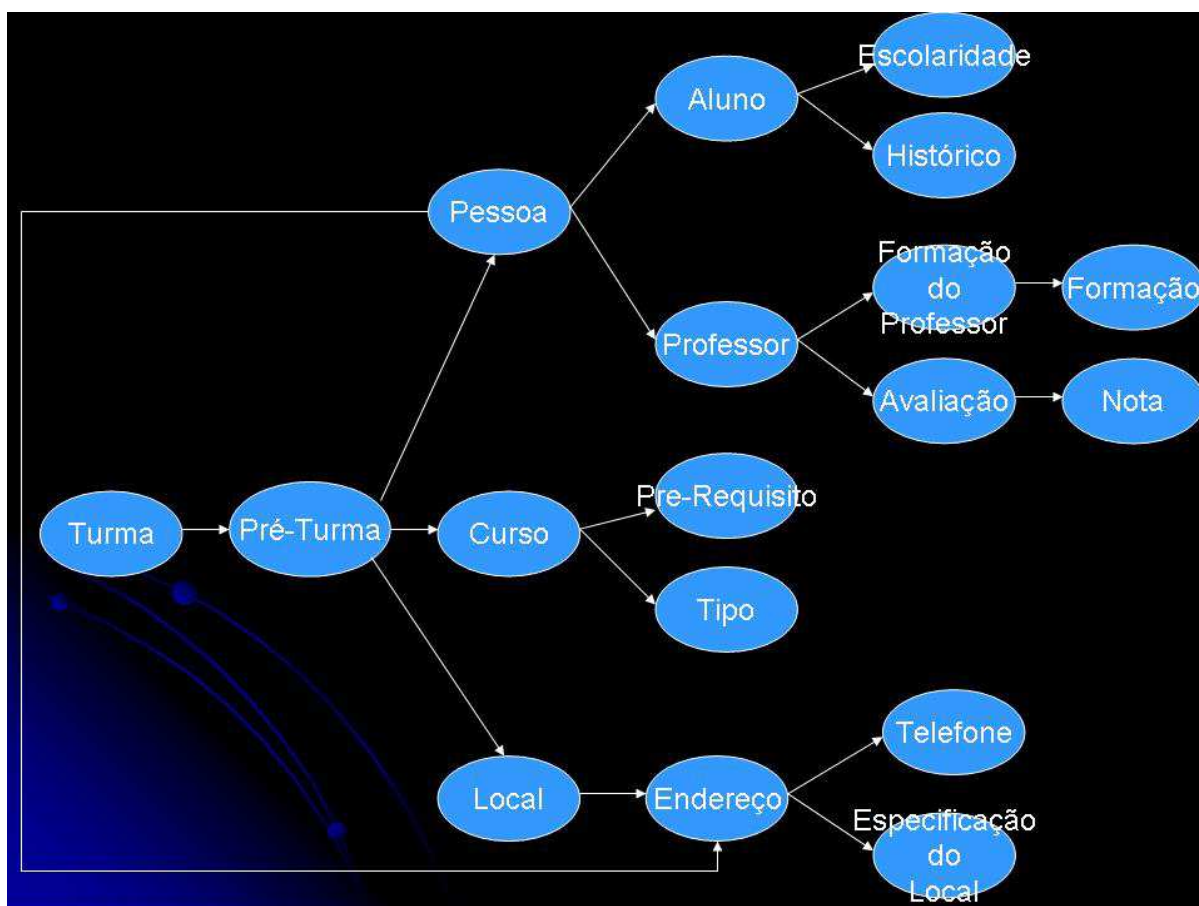 Escolaridade
Aluno
Histórico
Pessoa
Formação
do
Professor
Formação
Professor
Avaliação
Nota
Pre-Requisito
Turma
Pré-Turma
Curso
Tipo
Telefone
Local
Endereço
Especificação
do
Local